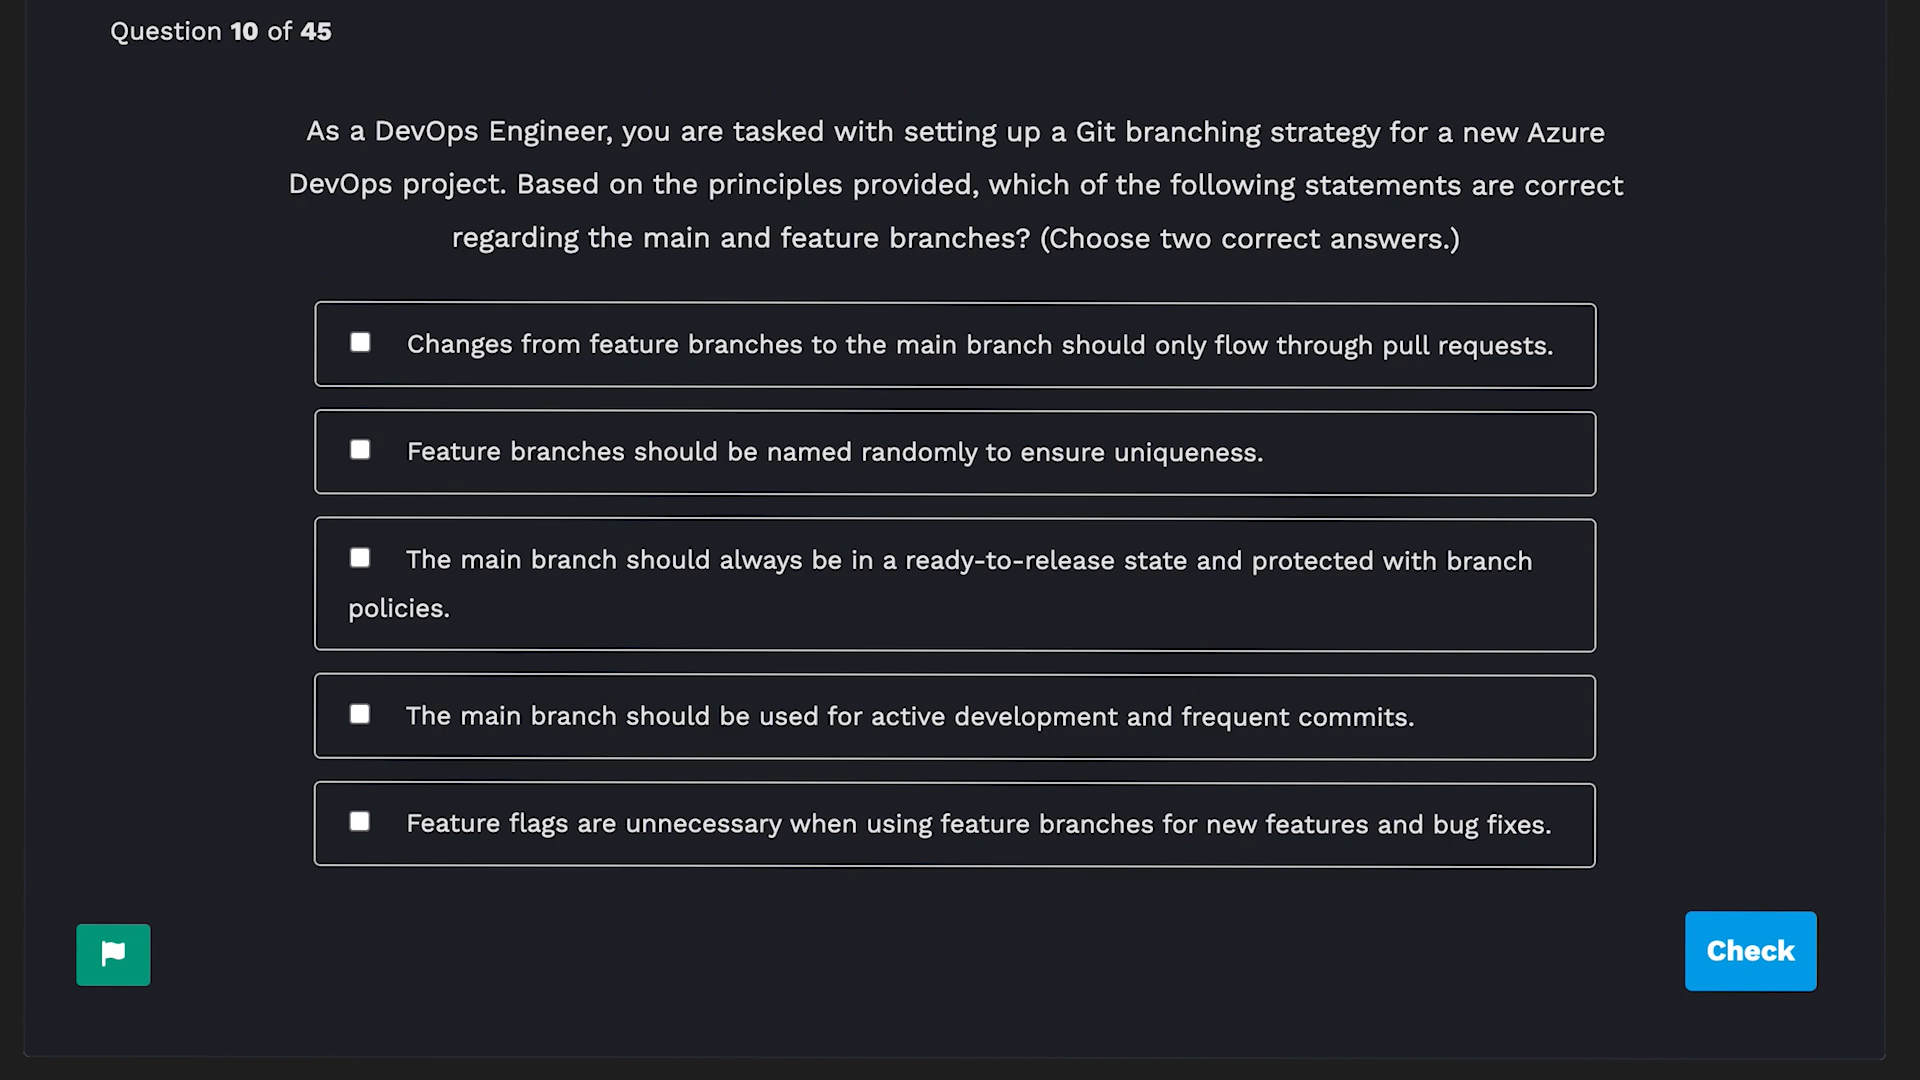 Question 10 of 45
As a DevOps Engineer, you are tasked with setting up a Git branching strategy for a new Azure
DevOps project. Based on the principles provided, which of the following statements are correct
regarding the main and feature branches? (Choose two correct answers.)
Changes from feature branches to the main branch should only flow through pull requests.
Feature branches should be named randomly to ensure uniqueness.
The main branch should always be in a ready-to-release state and protected with branch
policies.
The main branch should be used for active development and frequent commits.
Feature flags are unnecessary when using feature branches for new features and bug fixes.
Check